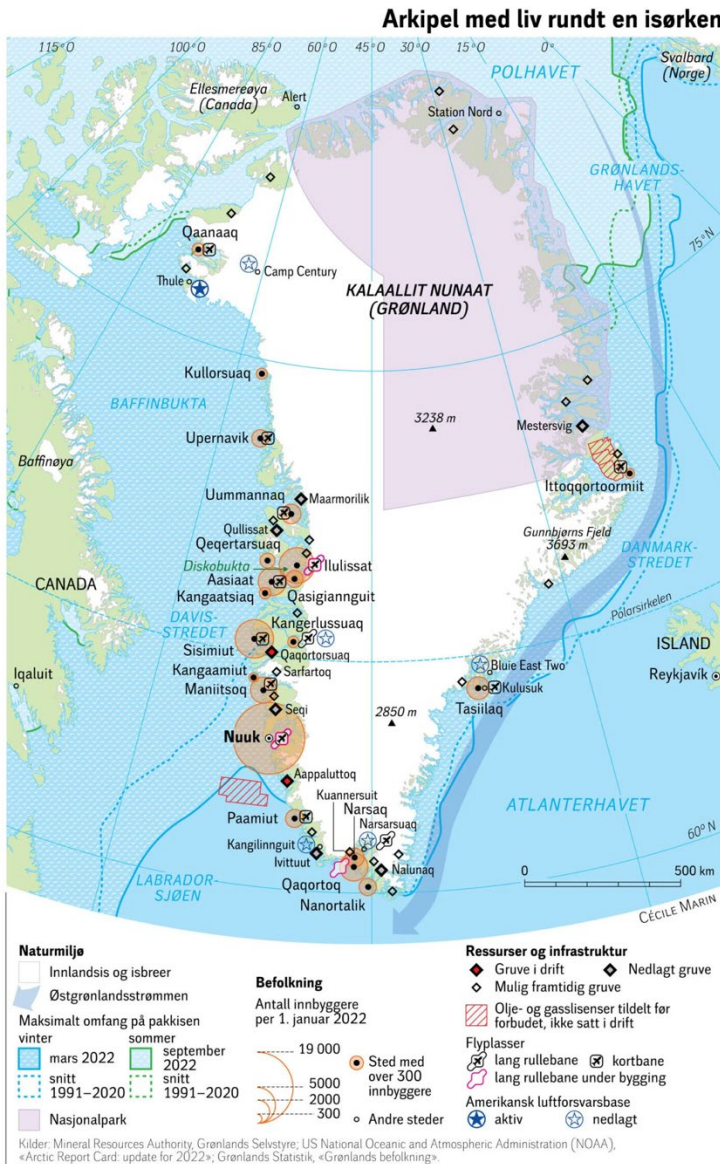 Arkipel med liv rundt en isørken
115°O
100°O
85°O
60°O
45°O
30°O
15°O
0°
POLHAVET
Svalbard
(Norge)
Ellesmereøya
(Canada)
Alert
Station Nord
GRØNLANDS-
HAVET
75°N
Qaanaaq
Camp Century
Thule
KALAALLIT NUNAAT
(GRØNLAND)
Kullorsuaq
BAFFINBUKTA
3238 m
Mestersvig
Upernavik
Baffinøya
Ittoqqortoormiit
Uummannaq
Maarmorilik
Qullissat
Gunnbjørns Fjeld
3693 m
Qeqertarsuaq
DANMARK-
STREDET
Diskobukta
Ilulissat
CANADA
Aasiaat
Qasigiannguit
Kangaatsiaq
Polarsirkelen
DAVIS-
STREDET
Kangerlussuaq
ISLAND
Sisimiut
Qaqortorsuaq
Bluie East Two
Reykjavík
Iqaluit
Kangaamiut
Sarfartoq
Maniitsoq
Kulusuk
Tasiilaq
Seqi
2850 m
Nuuk
Aappaluttoq
Kuannersuit
Narsaq
ATLANTERHAVET
Paamiut
Narsarsuaq
60°N
Kangilinnguit
Ivittuut
Nalunaq
LABRADOR-
SJØEN
Qaqortoq
Nanortalik
0
500 km
CÉCILE MARIN
Naturmiljø
Innlandsis og isbreer
Østgrønlandsstrømmen
Maksimalt omfang på pakkisen
vinter
sommer
mars 2022
september
2022
snitt
1991–2020
snitt
1991–2020
Nasjonalpark
Befolkning
Antall innbyggere
per 1. januar 2022
19 000
5000
2000
300
Sted med
over 300
innbyggere
Andre steder
Ressurser og infrastruktur
Gruve i drift
Nedlagt gruve
Mulig framtidig gruve
Olje- og gasslisenser tildelt før
forbudet, ikke satt i drift
Flyplasser
lang rullebane
kortbane
lang rullebane under bygging
Amerikansk luftforsvarsbase
aktiv
nedlagt
Kilder: Mineral Resources Authority, Grønlands Selvstyre; US National Oceanic and Atmospheric Administration (NOAA),
«Arctic Report Card: update for 2022»; Grønlands Statistik, «Grønlands befolkning».